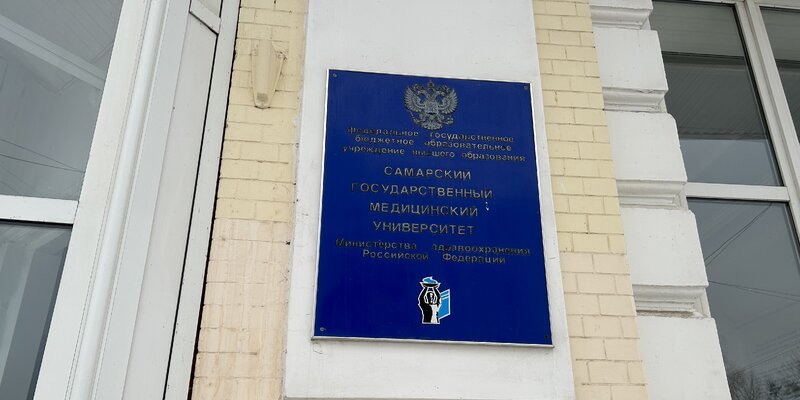 Федеральное государственное
бюджетное образовательное
учреждение высшего образования
САМАРСКИЙ
ГОСУДАРСТВЕННЫЙ
МЕДИЦИНСКИЙ
УНИВЕРСИТЕТ
Министерства здравоохранения
Российской Федерации